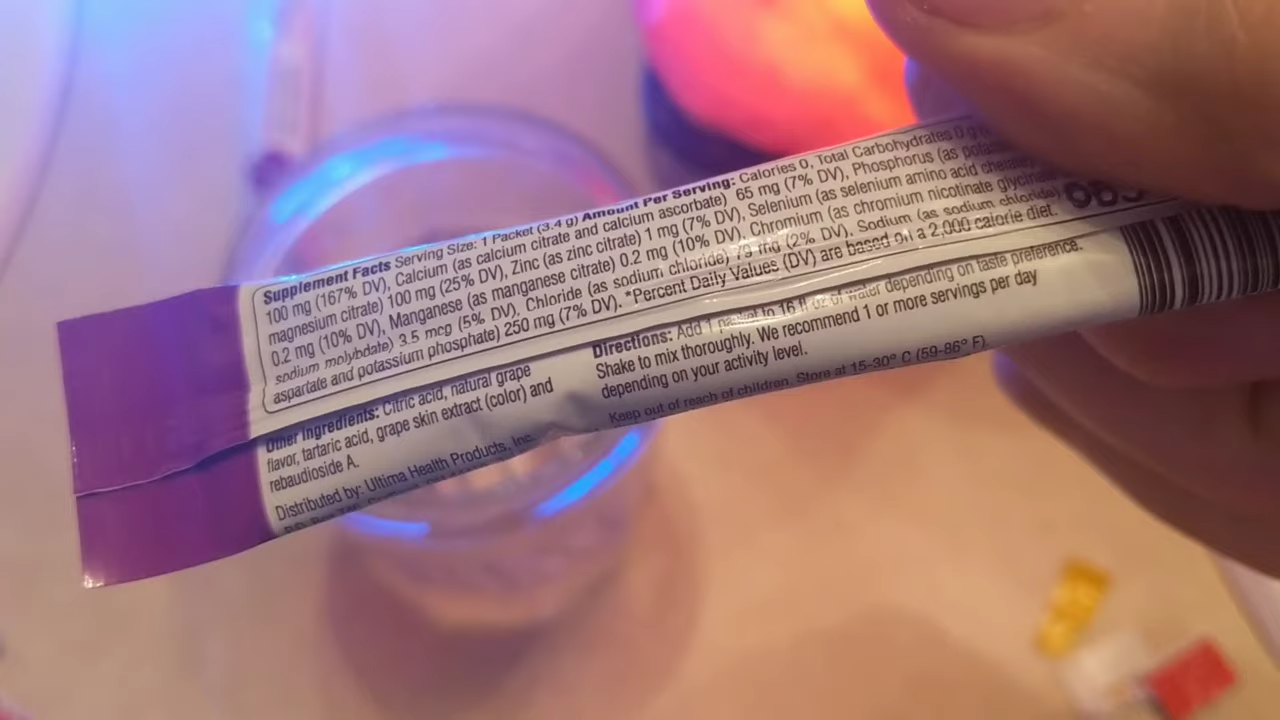 Supplement Facts Serving Size: 1 Packet (3.4 g) Amount Per Serving: Calories 0, Total Carbohydrates 0 g
100 mg (167% DV), Calcium (as calcium citrate and calcium ascorbate) 65 mg (7% DV), Phosphorus (as
magnesium citrate) 100 mg (25% DV), Zinc (as zinc citrate) 1 mg (7% DV), Selenium (as selenium amino acid
0.2 mg (10% DV), Manganese (as manganese citrate) 0.2 mg (10% DV), Chromium (as chromium nicotinate
sodium molybdate) 3.5 mcg (5% DV), Chloride (as sodium chloride) 79 mg (2% DV), Sodium (as sodium chloride)
aspartate and potassium phosphate) 250 mg (7% DV). *Percent Daily Values (DV) are based on a 2,000 calorie diet.
Other Ingredients: Citric acid, natural grape
flavor, tartaric acid, grape skin extract (color) and
rebaudioside A.
Distributed by: Ultima Health Products, Inc.
Directions: Add 1 packet to 16 fl oz of water depending on taste preference.
Shake to mix thoroughly. We recommend 1 or more servings per day
depending on your activity level.
Keep out of reach of children. Store at 15-30° C (59-86° F).